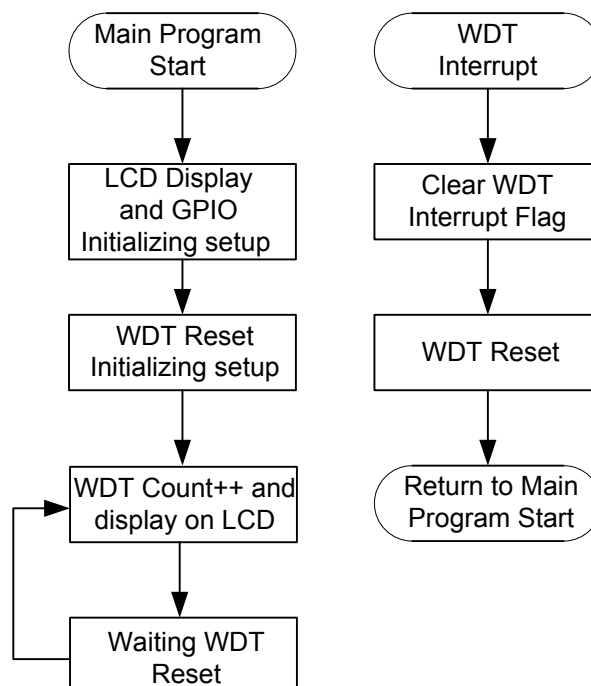 Main Program
Start
LCD Display
and GPIO
Initializing setup
WDT Reset
Initializing setup
WDT Count++ and
display on LCD
Waiting WDT
Reset
WDT
Interrupt
Clear WDT
Interrupt Flag
WDT Reset
Return to Main
Program Start